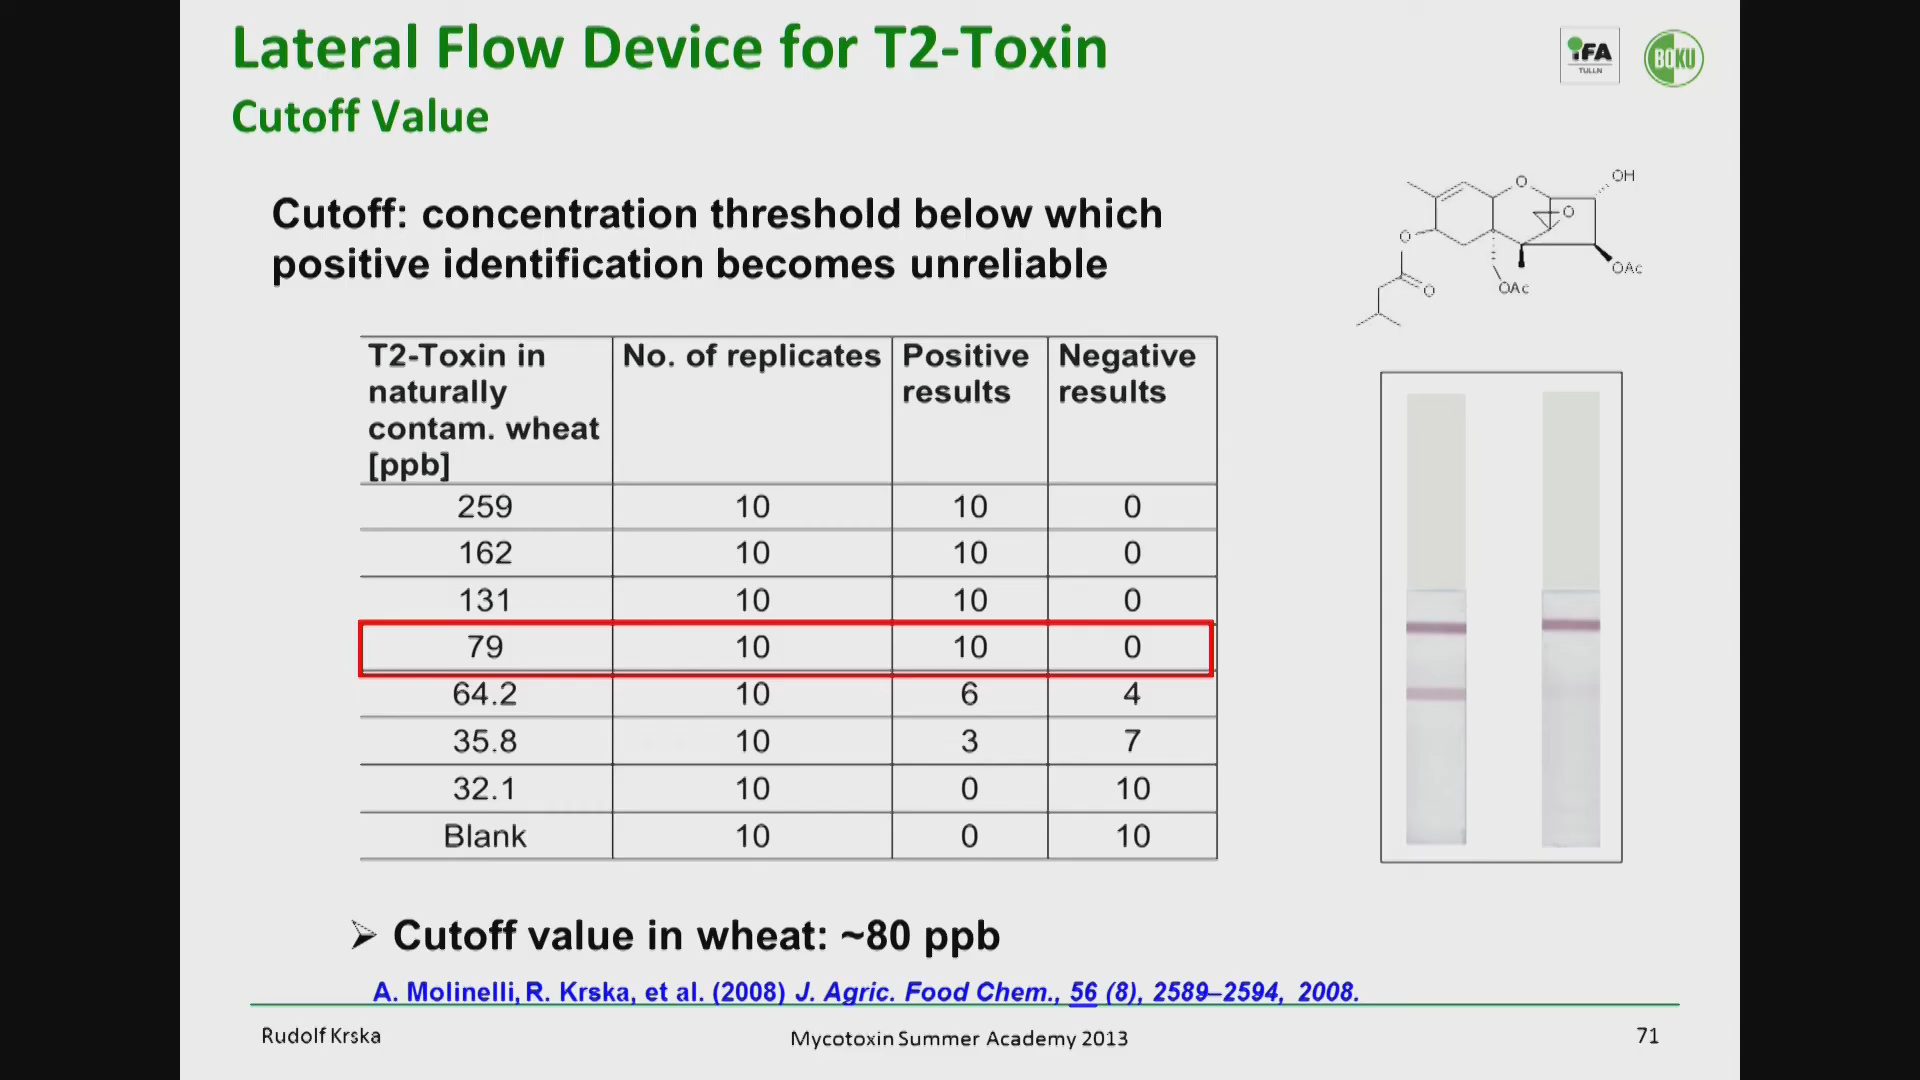 Lateral Flow Device for T2-Toxin
Cutoff Value
iFA
TULLN
BOKU
Cutoff: concentration threshold below which
positive identification becomes unreliable
O
OH
O
O
OAc
OAc
O
T2-Toxin in naturally contam. wheat [ppb] No. of replicates Positive results Negative results
259 10 10 0
162 10 10 0
131 10 10 0
79 10 10 0
64.2 10 6 4
35.8 10 3 7
32.1 10 0 10
Blank 10 0 10
➢ Cutoff value in wheat: ~80 ppb
A. Molinelli, R. Krska, et al. (2008) J. Agric. Food Chem., 56 (8), 2589–2594, 2008.
Rudolf Krska
Mycotoxin Summer Academy 2013
71